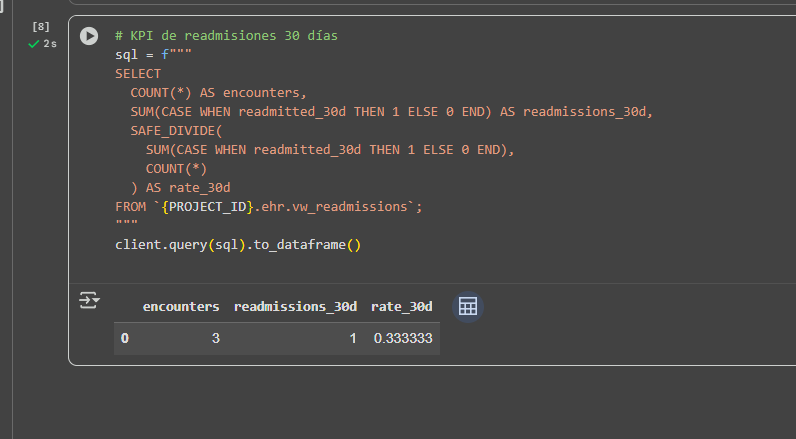 [8]
2s
# KPI de readmisiones 30 días
sql = f"""
SELECT
COUNT(*) AS encounters,
SUM(CASE WHEN readmitted_30d THEN 1 ELSE 0 END) AS readmissions_30d,
SAFE_DIVIDE(
SUM(CASE WHEN readmitted_30d THEN 1 ELSE 0 END),
COUNT(*)
) AS rate_30d
FROM `{PROJECT_ID}.ehr.vw_readmissions`;
"""
client.query(sql).to_dataframe()
encounters readmissions_30d rate_30d
0 3 1 0.333333